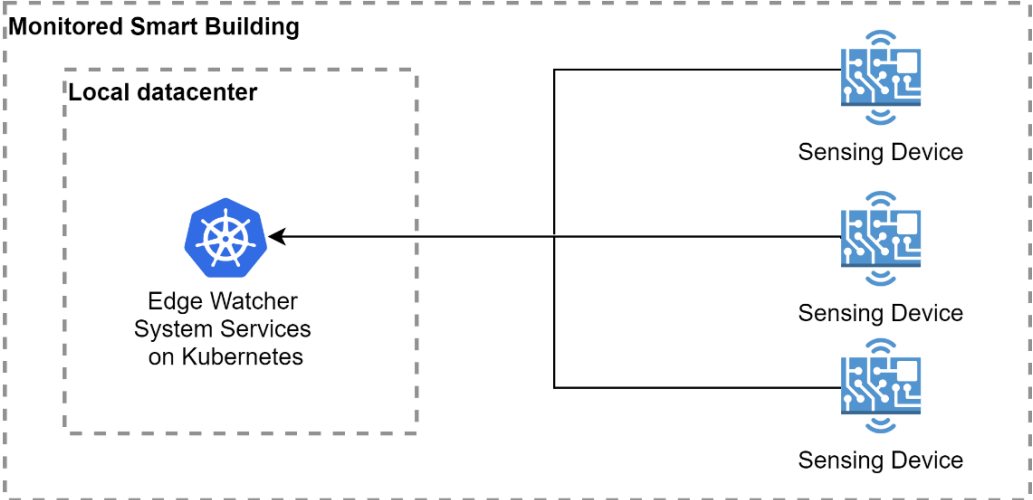 Monitored Smart Building
Local datacenter
Sensing Device
Edge Watcher
System Services
on Kubernetes
Sensing Device
Sensing Device